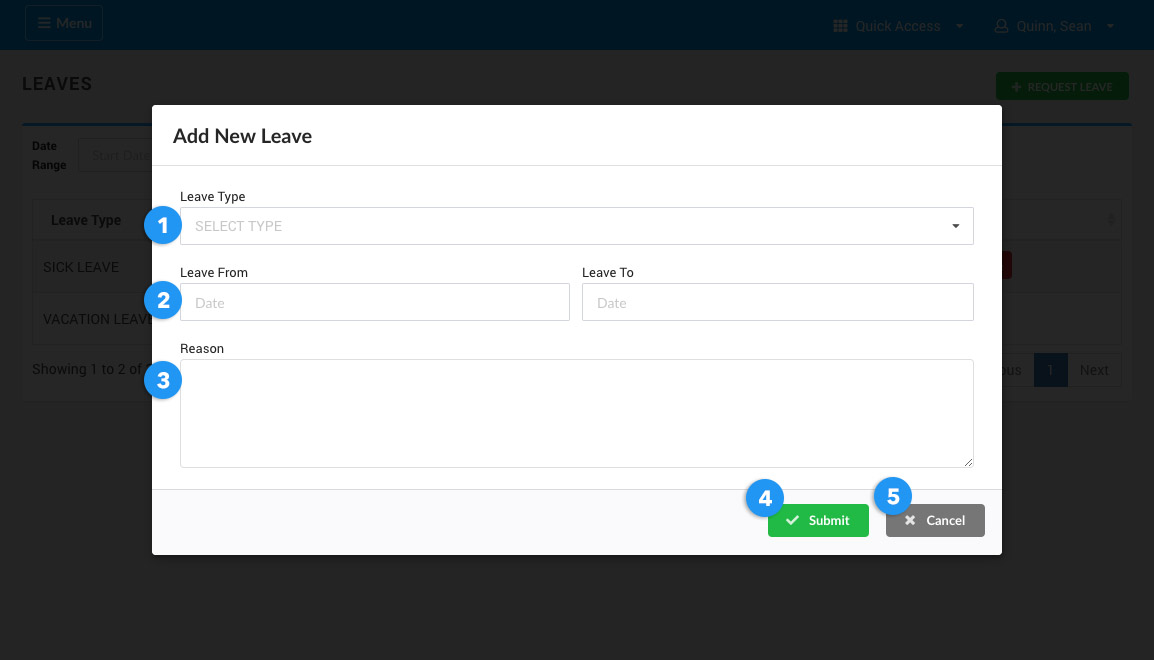 Menu
Quick Access
Quinn, Sean
LEAVES
REQUEST LEAVE
Date
Range
Start Date
Add New Leave
Leave Type
1
SELECT TYPE
Leave Type
SICK LEAVE
Leave From
Leave To
2
Date
Date
VACATION LEAVE
Reason
3
Showing 1 to 2 of
1
Next
4
Submit
5
Cancel